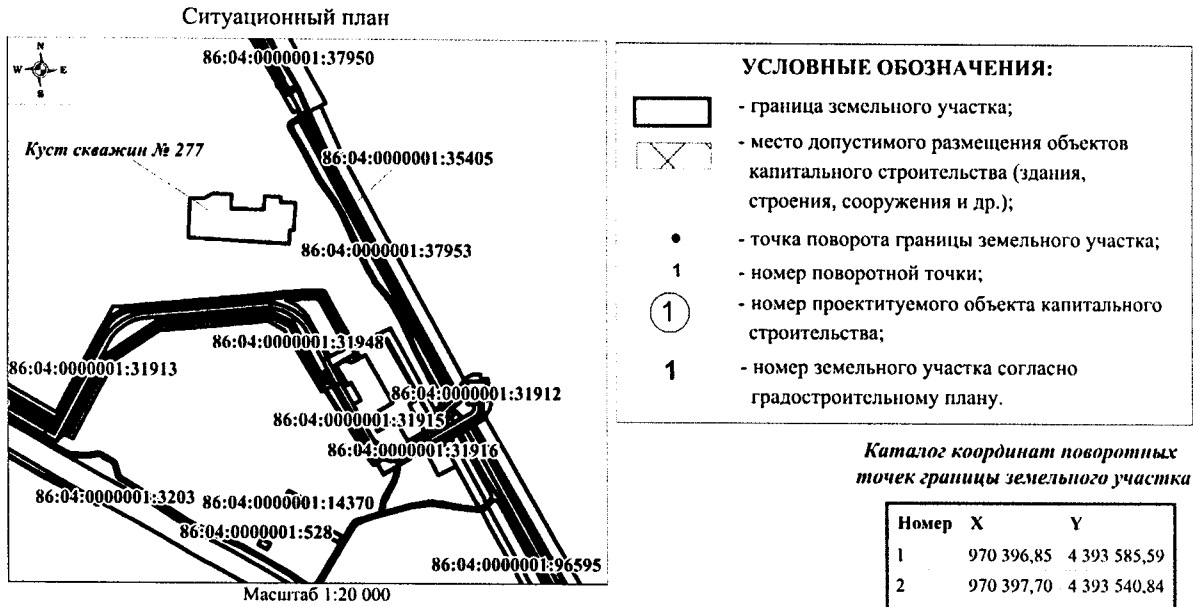 Ситуационный план
N
W E
S
86:04:0000001:37950
Куст скважин № 277
86:04:0000001:35405
86:04:0000001:37953
86:04:0000001:31948
86:04:0000001:31913
86:04:0000001:31912
86:04:0000001:31915
86:04:0000001:31916
86:04:0000001:3203
86:04:0000001:14370
86:04:0000001:528
86:04:0000001:96595
Масштаб 1:20 000
УСЛОВНЫЕ ОБОЗНАЧЕНИЯ:
- граница земельного участка;
- место допустимого размещения объектов
капитального строительства (здания,
строения, сооружения и др.);
- точка поворота границы земельного участка;
1 - номер поворотной точки;
1 - номер проектитуемого объекта капитального
строительства;
1 - номер земельного участка согласно
градостроительному плану.
Каталог координат поворотных
точек границы земельного участка
Номер X Y
1 970 396,85 4 393 585,59
2 970 397,70 4 393 540,84